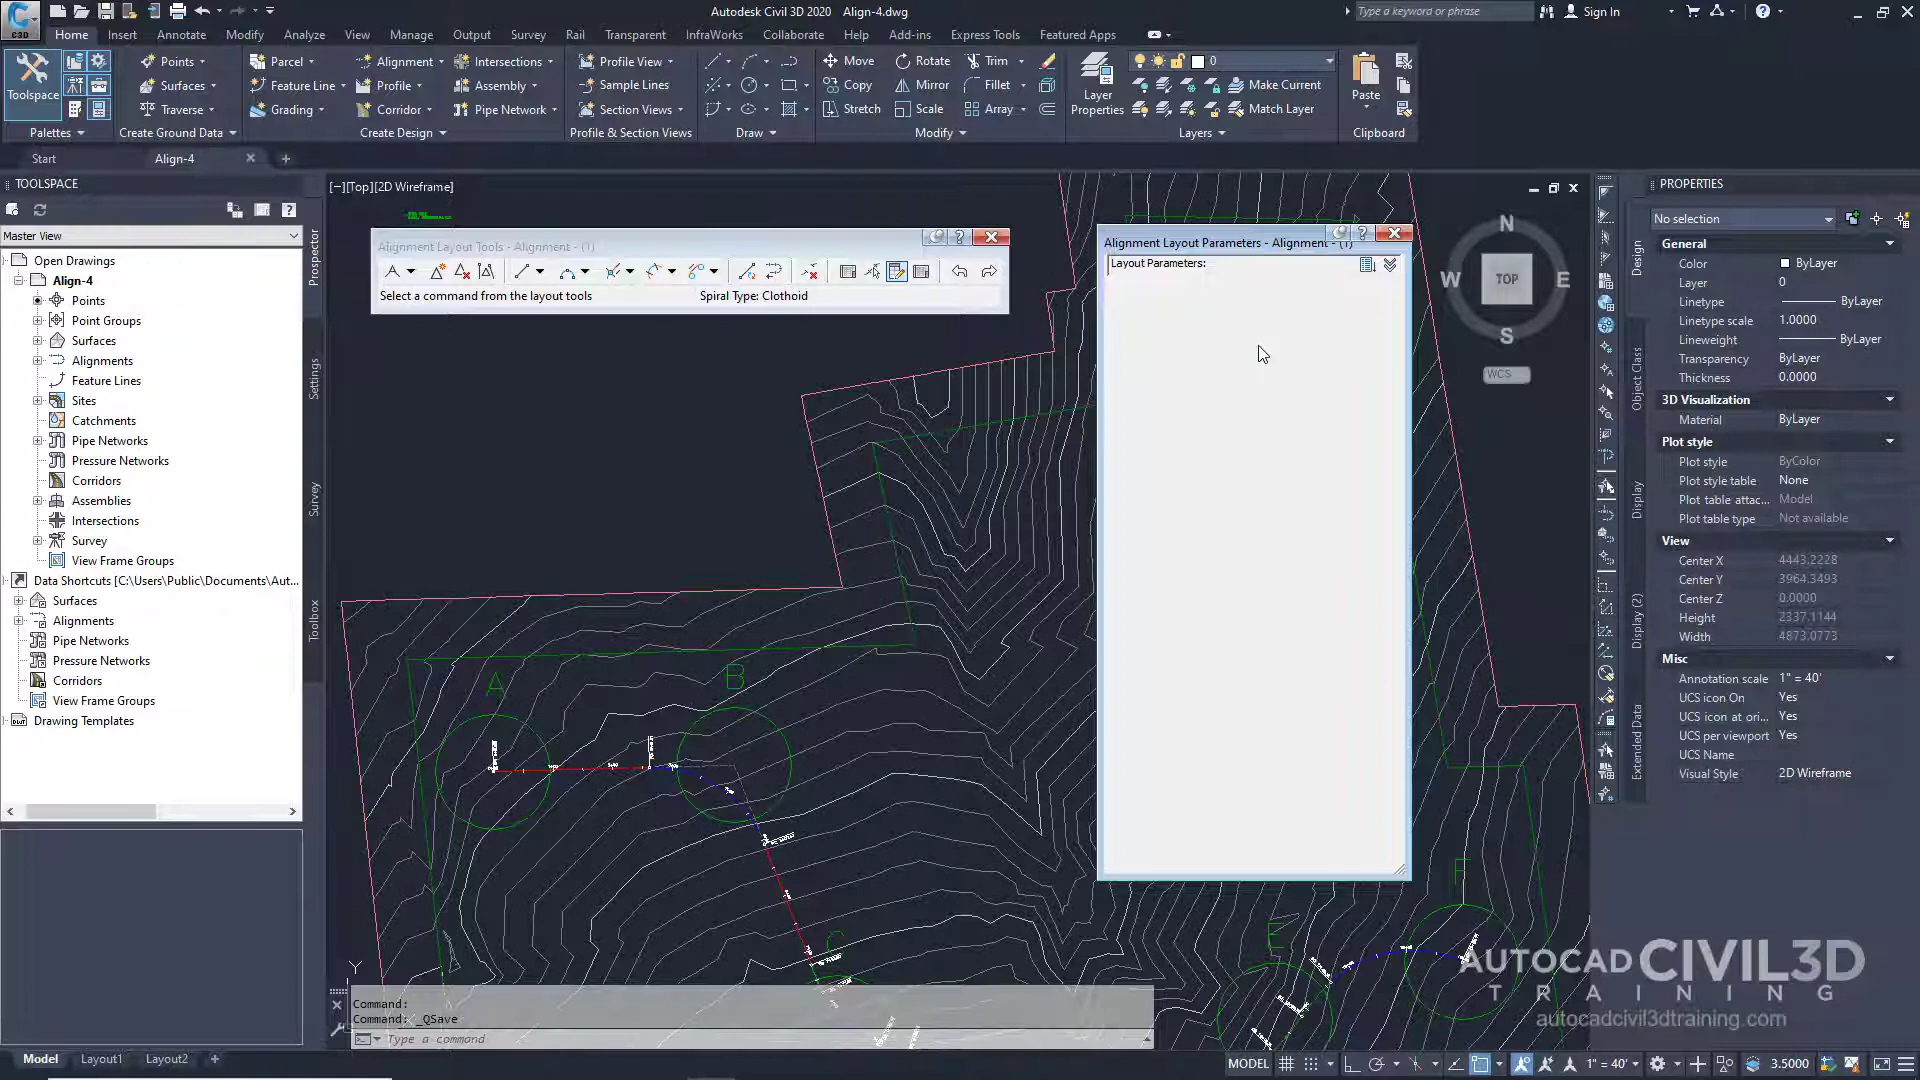 Autodesk Civil 3D 2020 Align-4.dwg
Type a keyword or phrase
Sign In
C3D
Home Insert Annotate Modify Analyze View Manage Output Survey Rail Transparent InfraWorks Collaborate Help Add-ins Express Tools Featured Apps
Toolspace
Points
Surfaces
Traverse
Parcel
Feature Line
Grading
Alignment
Profile
Corridor
Intersections
Assembly
Pipe Network
Profile View
Sample Lines
Section Views
Move
Copy
Stretch
Rotate
Mirror
Scale
Trim
Fillet
Array
Layer
Properties
0
Make Current
Match Layer
Paste
Palettes
Create Ground Data
Create Design
Profile & Section Views
Draw
Modify
Layers
Clipboard
Start
Align-4
TOOLSPACE
Master View
Open Drawings
Align-4
Points
Point Groups
Surfaces
Alignments
Feature Lines
Sites
Catchments
Pipe Networks
Pressure Networks
Corridors
Assemblies
Intersections
Survey
View Frame Groups
Data Shortcuts [C:\Users\Public\Documents\Aut...
Surfaces
Alignments
Pipe Networks
Pressure Networks
Corridors
View Frame Groups
Drawing Templates
Prospector
Settings
Survey
Toolbox
[−][Top][2D Wireframe]
Alignment Layout Tools - Alignment - (1)
Select a command from the layout tools
Spiral Type: Clothoid
Alignment Layout Parameters - Alignment - (1)
Layout Parameters:
N
W
TOP
E
S
WCS
A
B
C
E
F
Y
Command:
Command: _QSave
Type a command
PROPERTIES
No selection
General
Color ByLayer
Layer 0
Linetype ByLayer
Linetype scale 1.0000
Lineweight ByLayer
Transparency ByLayer
Thickness 0.0000
3D Visualization
Material ByLayer
Plot style
Plot style ByColor
Plot style table None
Plot table attac... Model
Plot table type Not available
View
Center X 4443.2228
Center Y 3964.3493
Center Z 0.0000
Height 2337.1144
Width 4873.0773
Misc
Annotation scale 1" = 40'
UCS icon On Yes
UCS icon at ori... Yes
UCS per viewport Yes
UCS Name
Visual Style 2D Wireframe
Design
Object Class
Display
Display (2)
Extended Data
AUTOCAD CIVIL3D
TRAINING
autocadcivil3dtraining.com
Model Layout1 Layout2
MODEL
1" = 40'
3.5000